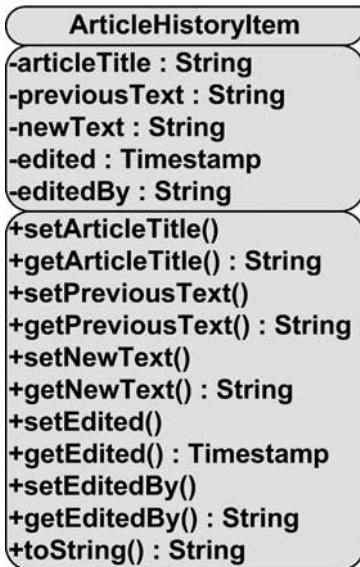 ArticleHistoryItem
-articleTitle : String
-previousText : String
-newText : String
-edited : Timestamp
-editedBy : String
+setArticleTitle()
+getArticleTitle() : String
+setPreviousText()
+getPreviousText() : String
+setNewText()
+getNewText() : String
+setEdited()
+getEdited() : Timestamp
+setEditedBy()
+getEditedBy() : String
+toString() : String